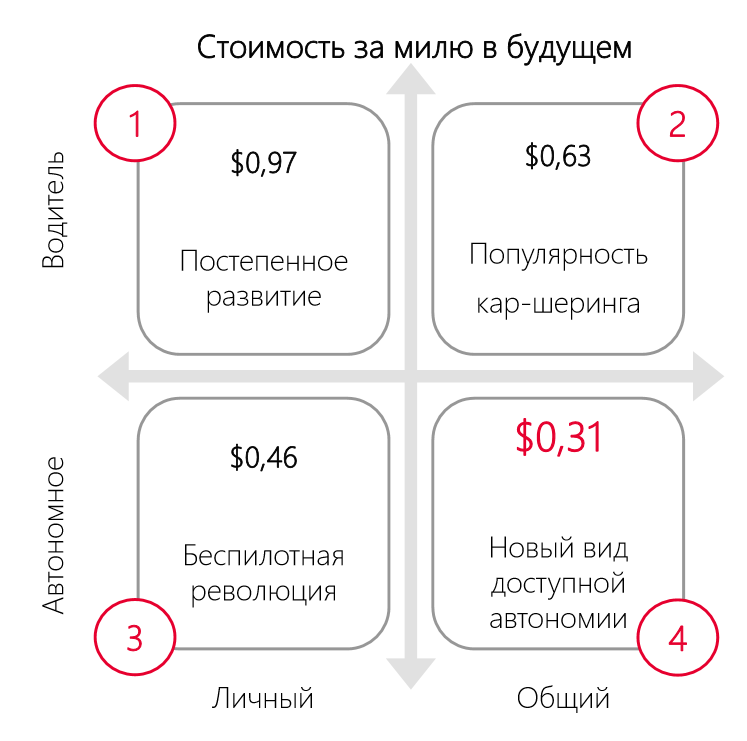 Стоимость за милю в будущем
1
2
Водитель
$0,97
$0,63
Постепенное
развитие
Популярность
кар-шеринга
Автономное
$0,46
$0,31
Беспилотная
революция
Новый вид
доступной
автономии
3
4
Личный
Общий